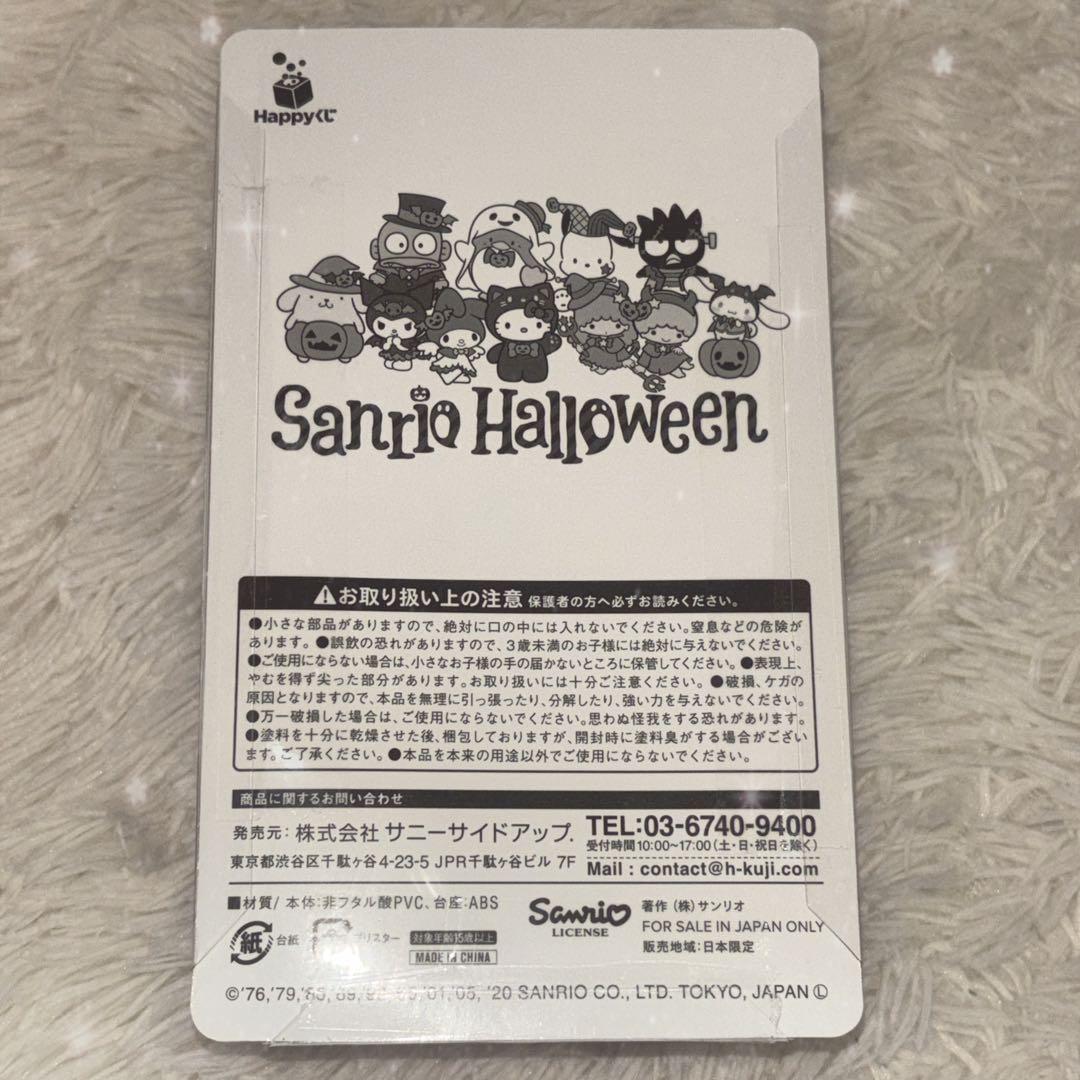 Happyくじ
Sanrio Halloween
⚠お取り扱い上の注意 保護者の方へ必ずお読みください。
●小さな部品がありますので、絶対に口の中には入れないでください。窒息などの危険が
あります。●誤飲の恐れがありますので、3歳未満のお子様には絶対に与えないでください。
●ご使用にならない場合は、小さなお子様の手の届かないところに保管してください。●表現上、
やむを得ず尖った部分があります。お取り扱いには十分ご注意ください。●破損、ケガの
原因となりますので、本品を無理に引っ張ったり、分解したり、強い力を与えないでください。
●万一破損した場合は、ご使用にならないでください。思わぬ怪我をする恐れがあります。
●塗料を十分に乾燥させた後、梱包しておりますが、開封時に塗料臭がする場合がござい
ます。ご了承ください。●本品を本来の用途以外でご使用にならないでください。
商品に関するお問い合わせ
発売元: 株式会社 サニーサイドアップ.
東京都渋谷区千駄ヶ谷4-23-5 JPR千駄ヶ谷ビル 7F
TEL:03-6740-9400
受付時間10:00~17:00(土・日・祝日を除く)
Mail : contact@h-kuji.com
■材質/ 本体:非フタル酸PVC、台座:ABS
紙 台紙
ブリスター
対象年齢15歳以上
MADE IN CHINA
Sanrio
LICENSE
著作(株)サンリオ
FOR SALE IN JAPAN ONLY
販売地域:日本限定
©'76,'79,'85,'89,'01,'05, '20 SANRIO CO., LTD. TOKYO, JAPAN Ⓛ